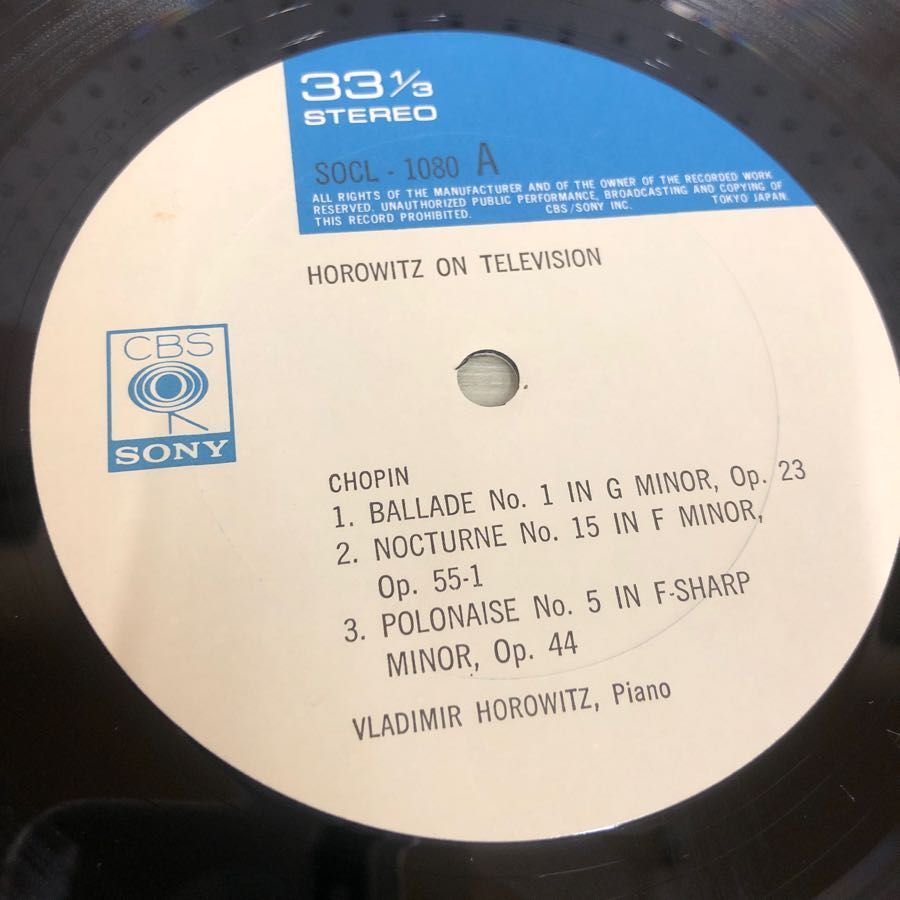 33 1/3
STEREO
SOCL - 1080 A
ALL RIGHTS OF THE MANUFACTURER AND OF THE OWNER OF THE RECORDED WORK
RESERVED. UNAUTHORIZED PUBLIC PERFORMANCE, BROADCASTING AND COPYING OF
THIS RECORD PROHIBITED. CBS/SONY INC. TOKYO JAPAN.
HOROWITZ ON TELEVISION
CBS
SONY
CHOPIN
1. BALLADE No. 1 IN G MINOR, Op. 23
2. NOCTURNE No. 15 IN F MINOR,
Op. 55-1
3. POLONAISE No. 5 IN F-SHARP
MINOR, Op. 44
VLADIMIR HOROWITZ, Piano